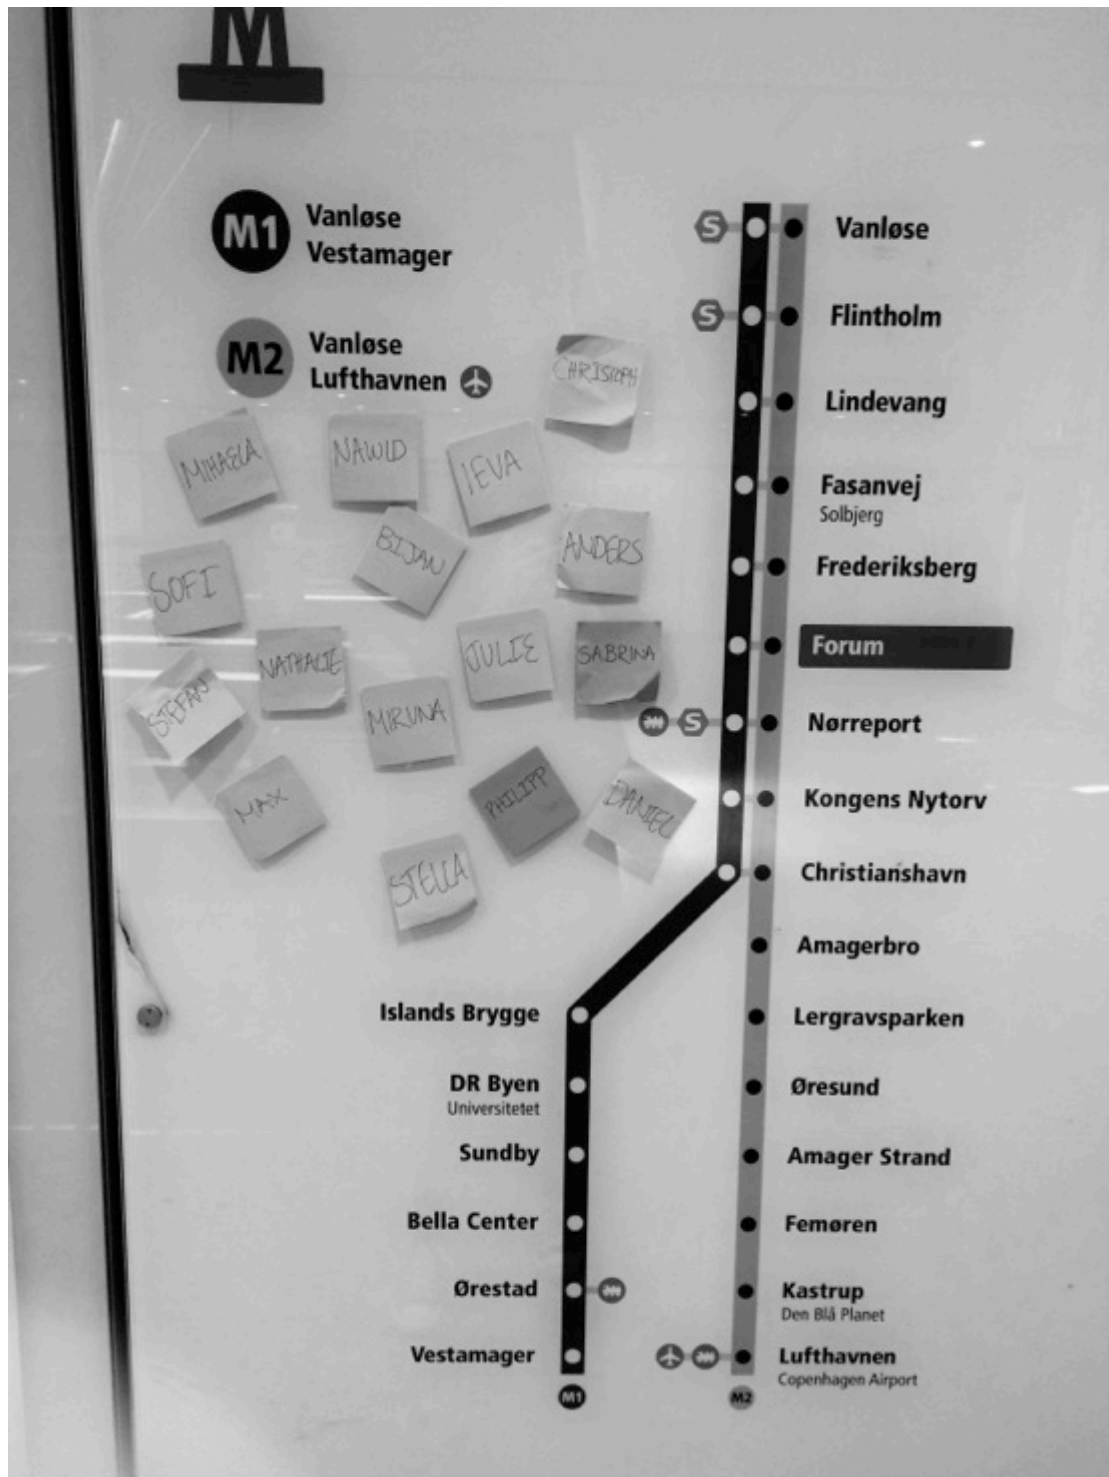 M
M1 Vanløse
Vestamager
M2 Vanløse
Lufthavnen
CHRISTOPH
MIHAELA
NAWID
IEVA
BIJAN
ANDERS
SOFI
NATHALIE
JULIE
SABRINA
STEFAN
MIRUNA
MAX
PHILIPP
DANIEL
STELLA
S Vanløse
S Flintholm
Lindevang
Fasanvej
Solbjerg
Frederiksberg
Forum
S Nørreport
Kongens Nytorv
Christianshavn
Amagerbro
Lergravsparken
Øresund
Amager Strand
Femøren
Kastrup
Den Blå Planet
Lufthavnen
Copenhagen Airport
M2
Islands Brygge
DR Byen
Universitetet
Sundby
Bella Center
Ørestad
Vestamager
M1